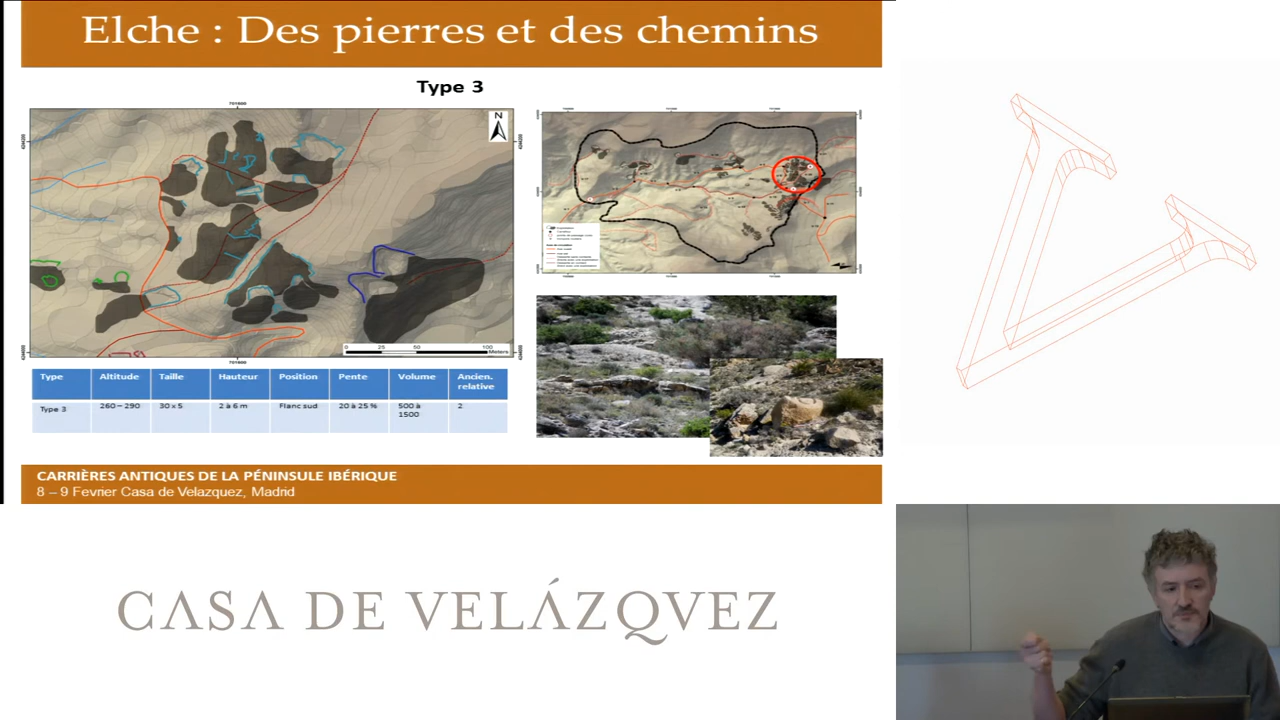 Elche : Des pierres et des chemins
Type 3
701600
N
0 25 50 100
Meters
Type Altitude Taille Hauteur Position Pente Volume Ancien. relative
Type 3 260 – 290 30 x 5 2 à 6 m Flanc sud 20 à 25 % 500 à 1500 2
CARRIÈRES ANTIQUES DE LA PÉNINSULE IBÉRIQUE
8 – 9 Fevrier Casa de Velazquez, Madrid
CASA DE VELÁZQVEZ